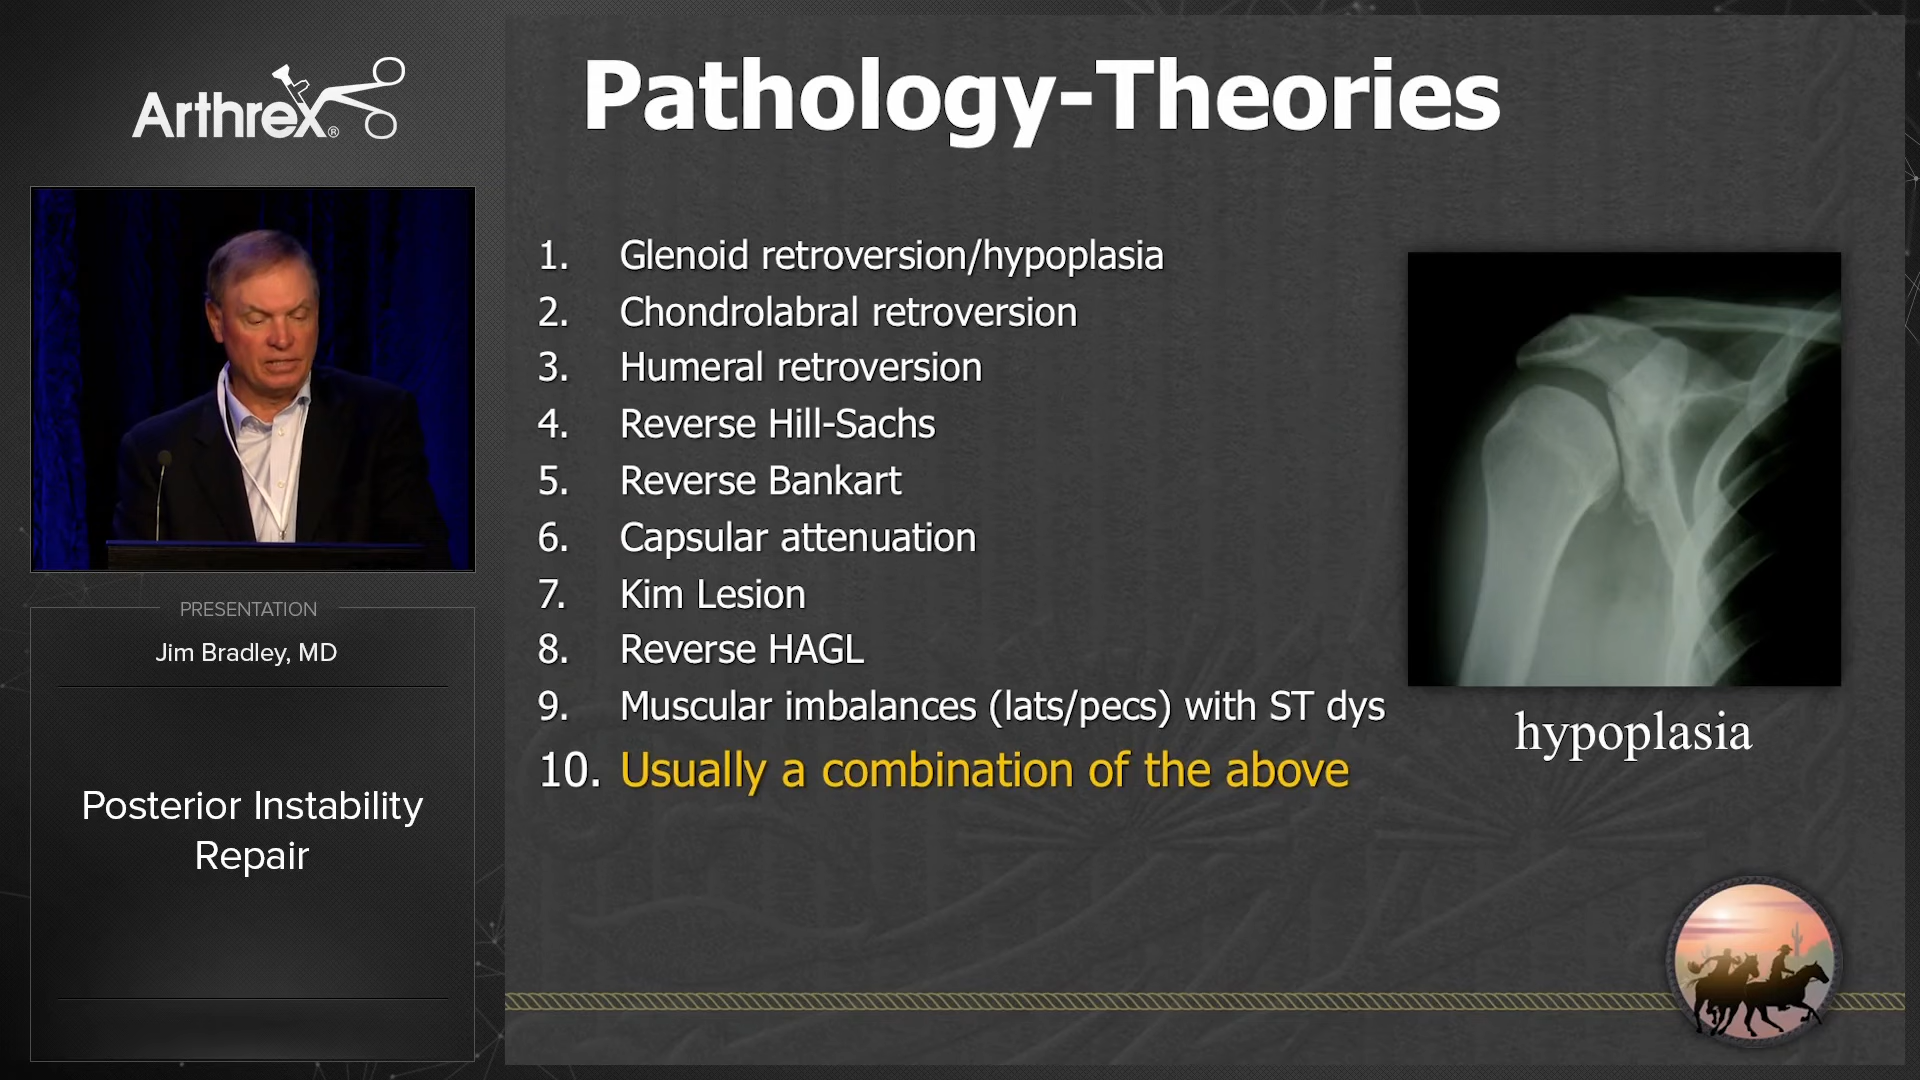 Arthrex®
PRESENTATION
Jim Bradley, MD
Posterior Instability
Repair
Pathology-Theories
1. Glenoid retroversion/hypoplasia
2. Chondrolabral retroversion
3. Humeral retroversion
4. Reverse Hill-Sachs
5. Reverse Bankart
6. Capsular attenuation
7. Kim Lesion
8. Reverse HAGL
9. Muscular imbalances (lats/pecs) with ST dys
10. Usually a combination of the above
hypoplasia